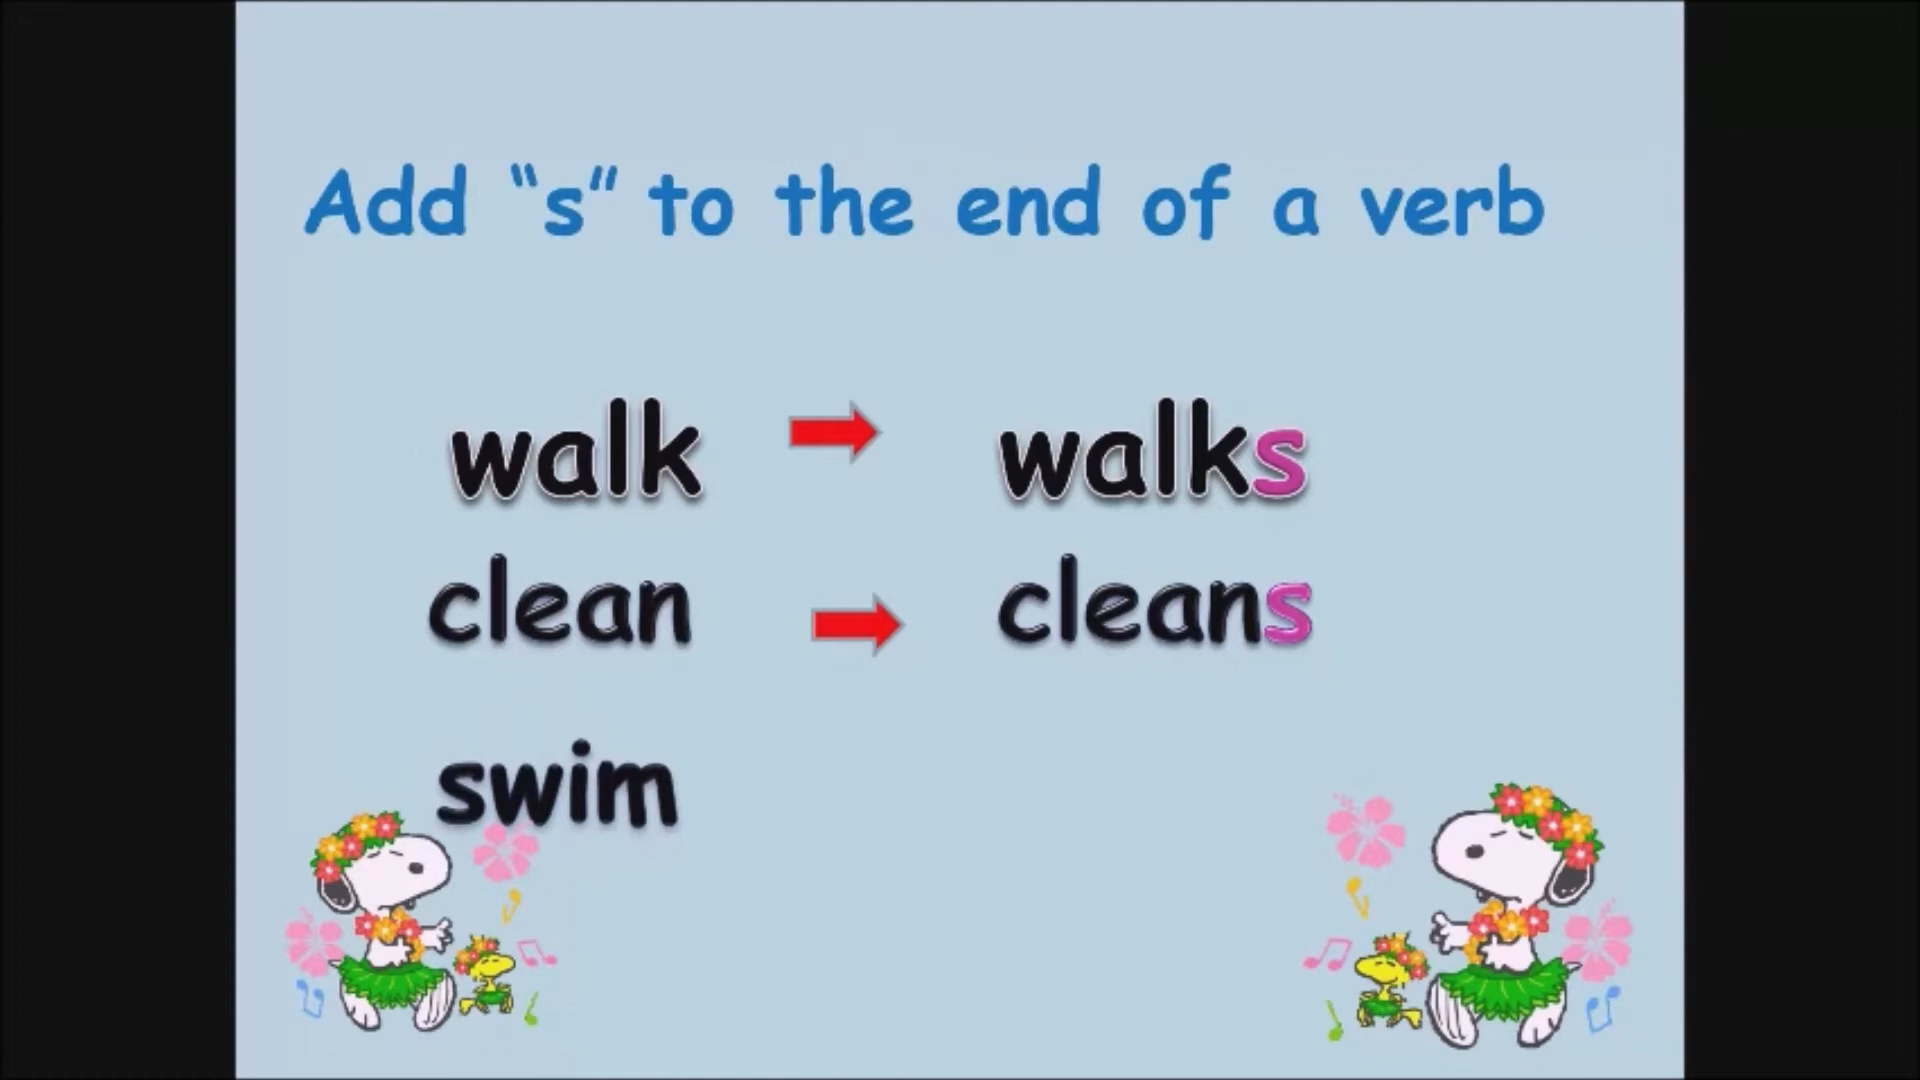 Add “s” to the end of a verb
walk walks
clean cleans
swim